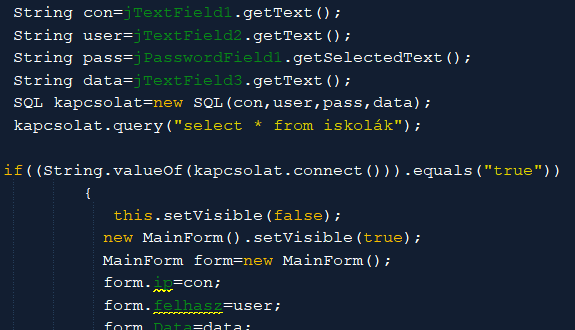 String con=jTextField1.getText();
String user=jTextField2.getText();
String pass=jPasswordField1.getSelectedText();
String data=jTextField3.getText();
SQL kapcsolat=new SQL(con,user,pass,data);
kapcsolat.query("select * from iskolák");
if((String.valueOf(kapcsolat.connect())).equals("true"))
{
this.setVisible(false);
new MainForm().setVisible(true);
MainForm form=new MainForm();
form.ip=con;
form.felhasz=user;
form.Data=data;